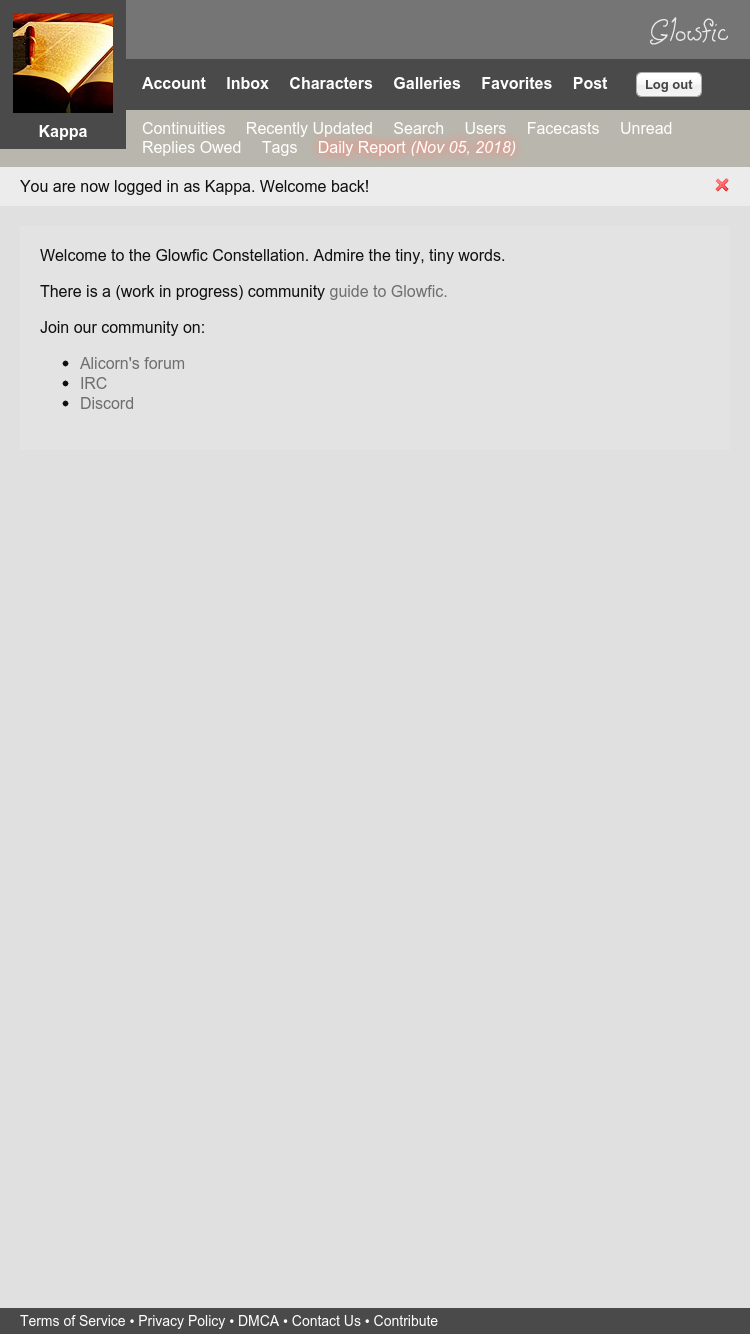 Glowfic
Account Inbox Characters Galleries Favorites Post Log out
Kappa
Continuities Recently Updated Search Users Facecasts Unread
Replies Owed Tags Daily Report (Nov 05, 2018)
You are now logged in as Kappa. Welcome back!
Welcome to the Glowfic Constellation. Admire the tiny, tiny words.
There is a (work in progress) community guide to Glowfic.
Join our community on:
• Alicorn's forum
• IRC
• Discord
Terms of Service • Privacy Policy • DMCA • Contact Us • Contribute